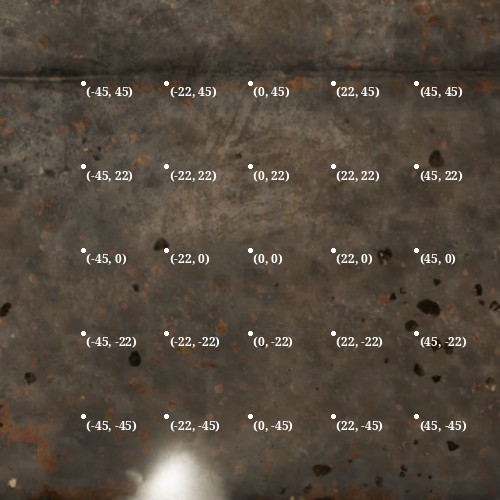 (-45, 45) (-22, 45) (0, 45) (22, 45) (45, 45)
(-45, 22) (-22, 22) (0, 22) (22, 22) (45, 22)
(-45, 0) (-22, 0) (0, 0) (22, 0) (45, 0)
(-45, -22) (-22, -22) (0, -22) (22, -22) (45, -22)
(-45, -45) (-22, -45) (0, -45) (22, -45) (45, -45)